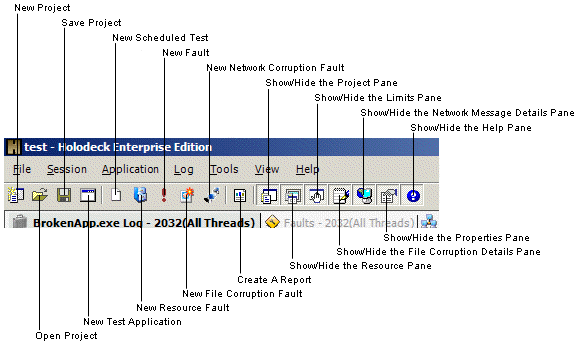 New Project
Save Project
New Scheduled Test
New Fault
New Network Corruption Fault
Show/Hide the Project Pane
Show/Hide the Limits Pane
Show/Hide the Network Message Details Pane
Show/Hide the Help Pane
test - Holodeck Enterprise Edition
File Session Application Log Tools View Help
BrokenApp.exe Log - 2032(All Threads) Faults - 2032(All Threads)
Show/Hide the Properties Pane
Show/Hide the File Corruption Details Pane
Show/Hide the Resource Pane
Create A Report
New File Corruption Fault
New Resource Fault
New Test Application
Open Project